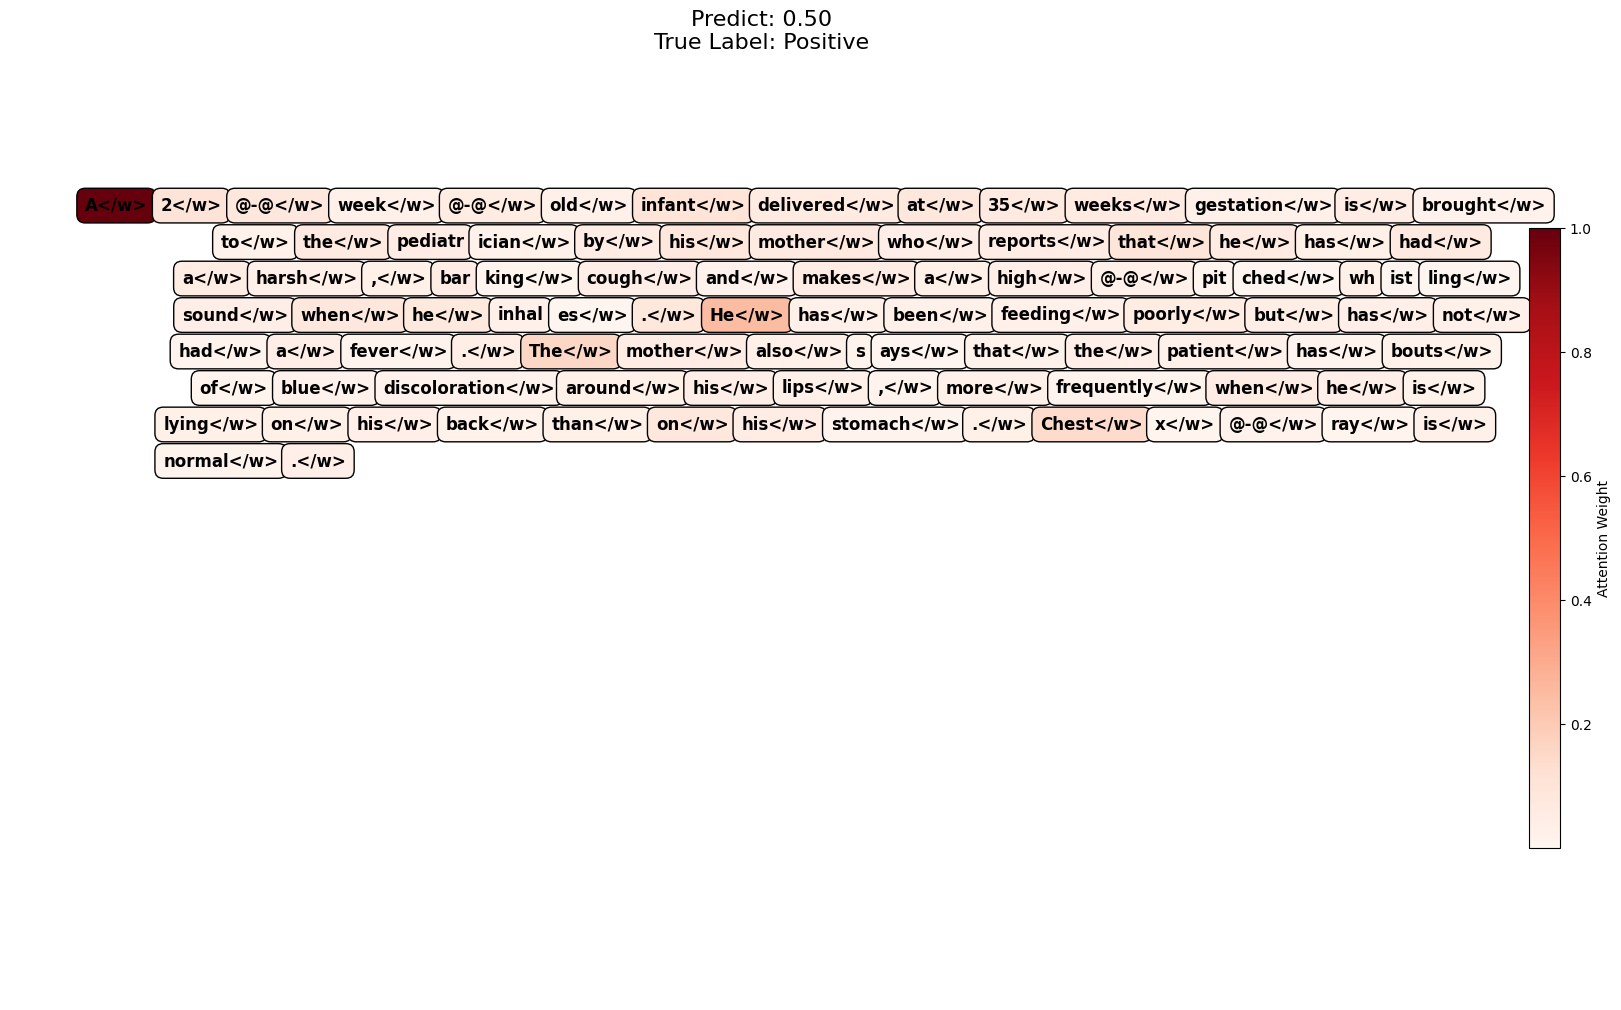 Predict: 0.50
True Label: Positive
A</w> 2</w> @-@</w> week</w> @-@</w> old</w> infant</w> delivered</w> at</w> 35</w> weeks</w> gestation</w> is</w> brought</w>
to</w> the</w> pediatr ician</w> by</w> his</w> mother</w> who</w> reports</w> that</w> he</w> has</w> had</w>
a</w> harsh</w> ,</w> bar king</w> cough</w> and</w> makes</w> a</w> high</w> @-@</w> pit ched</w> wh ist ling</w>
sound</w> when</w> he</w> inhal es</w> .</w> He</w> has</w> been</w> feeding</w> poorly</w> but</w> has</w> not</w>
had</w> a</w> fever</w> .</w> The</w> mother</w> also</w> s ays</w> that</w> the</w> patient</w> has</w> bouts</w>
of</w> blue</w> discoloration</w> around</w> his</w> lips</w> ,</w> more</w> frequently</w> when</w> he</w> is</w>
lying</w> on</w> his</w> back</w> than</w> on</w> his</w> stomach</w> .</w> Chest</w> x</w> @-@</w> ray</w> is</w>
normal</w> .</w>
1.0
0.8
0.6
0.4
0.2
Attention Weight